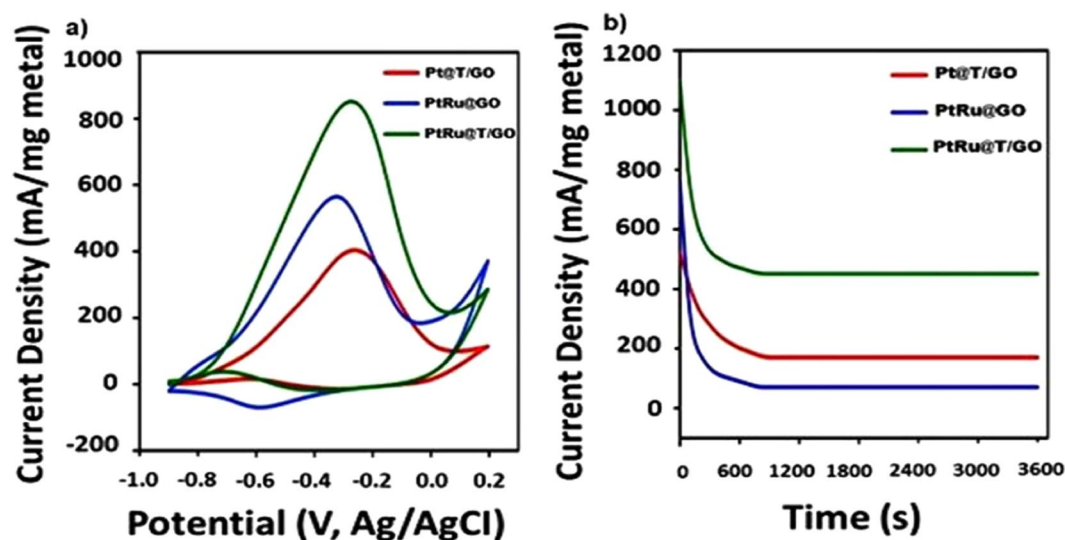 a)
Current Density (mA/mg metal)
1000
800
600
400
200
0
-200
Pt@T/GO
PtRu@GO
PtRu@T/GO
-1.0 -0.8 -0.6 -0.4 -0.2 0.0 0.2
Potential (V, Ag/AgCl)
b)
Current Density (mA/mg metal)
1200
1000
800
600
400
200
0
Pt@T/GO
PtRu@GO
PtRu@T/GO
0 600 1200 1800 2400 3000 3600
Time (s)